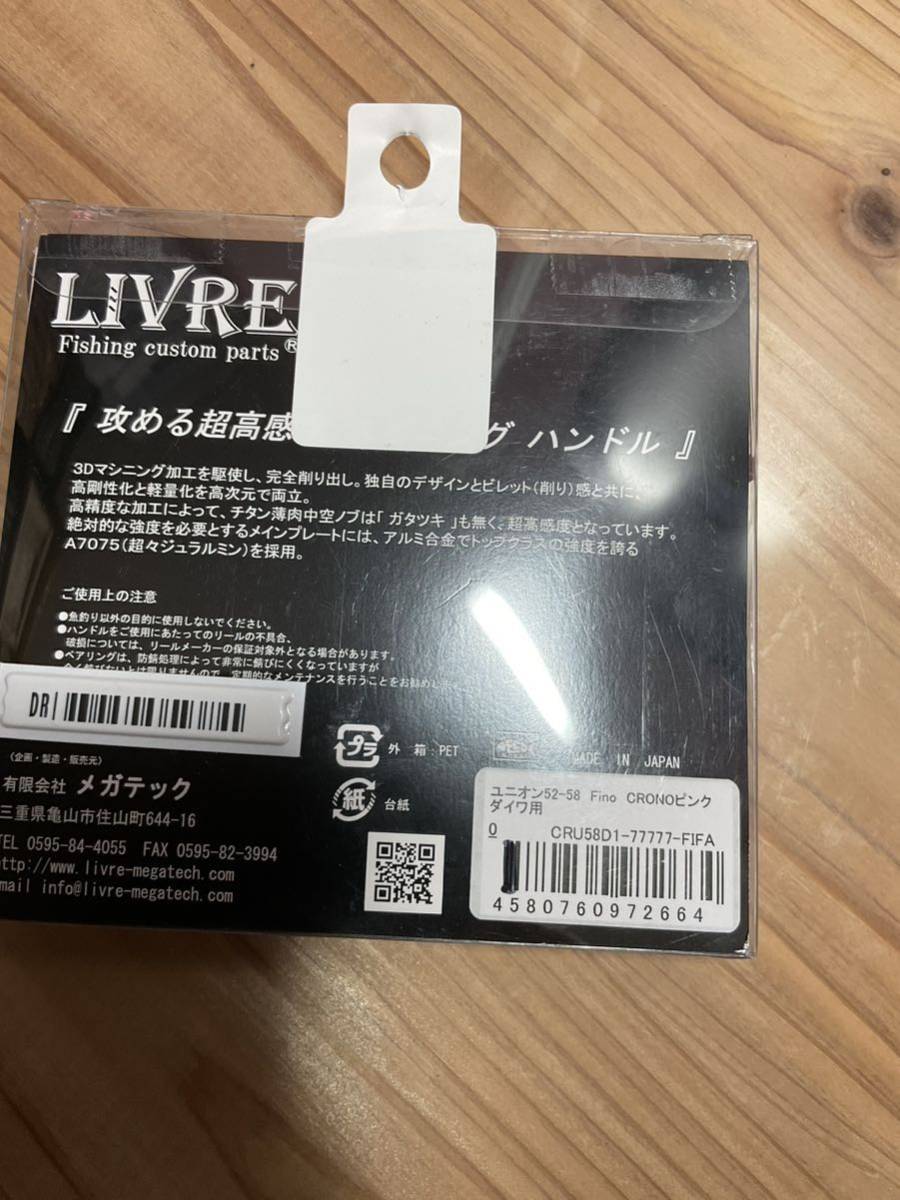 LIVRE
Fishing custom parts®
『 攻める超高感 グ ハンドル 』
3Dマシニング加工を駆使し、完全削り出し。独自のデザインとビレット(削り)感と共に、
高剛性化と軽量化を高次元で両立。
高精度な加工によって、チタン薄肉中空ノブは「 ガタツキ 」も無く、超高感度となっています。
絶対的な強度を必要とするメインプレートには、アルミ合金でトップクラスの強度を誇る
A7075(超々ジュラルミン)を採用。
ご使用上の注意
●魚釣り以外の目的に使用しないでください。
●ハンドルをご使用にあたってのリールの不具合、
破損については、リールメーカーの保証対象外となる場合があります。
●ベアリングは、防錆処理によって非常に錆びにくくなっていますが
定期的なメンテナンスを行うことをお勧めし
DR
プラ 外 箱:PET
MADE IN JAPAN
紙 台紙
〈企画・製造・販売元〉
有限会社 メガテック
三重県亀山市住山町644-16
TEL 0595-84-4055 FAX 0595-82-3994
http://www.livre-megatech.com
email info@livre-megatech.com
ユニオン52-58 Fino CRONOピンク
ダイワ用
0 CRU58D1-77777-FIFA
4580760972664